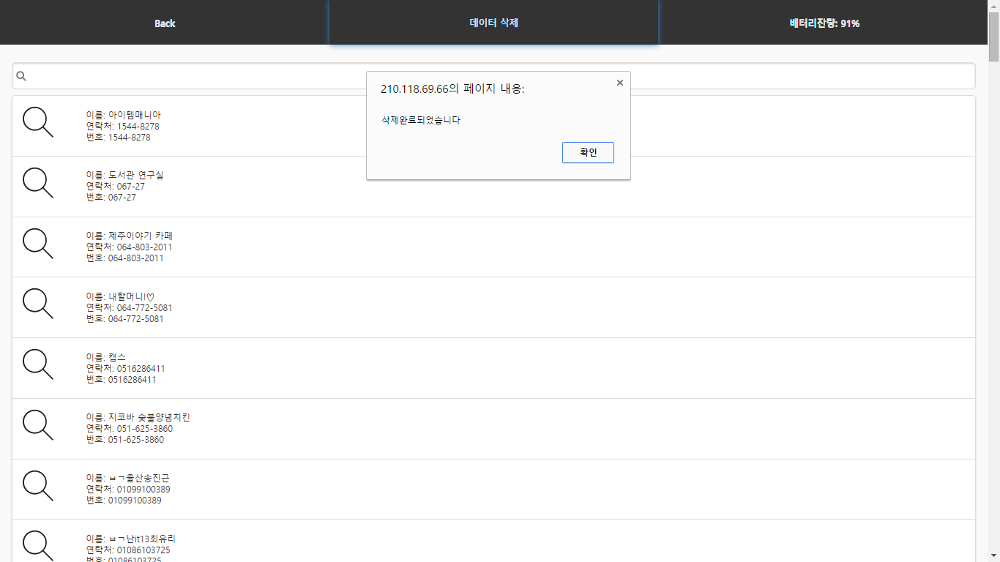 Back
데이터 삭제
배터리잔량: 91%
210.118.69.66의 페이지 내용:
삭제완료되었습니다
확인
이름: 아이템매니아
연락처: 1544-8278
번호: 1544-8278
이름: 도서관 연구실
연락처: 067-27
번호: 067-27
이름: 제주이야기 카페
연락처: 064-803-2011
번호: 064-803-2011
이름: 내할머니!♡
연락처: 064-772-5081
번호: 064-772-5081
이름: 캡스
연락처: 0516286411
번호: 0516286411
이름: 지코바 숯불양념치킨
연락처: 051-625-3860
번호: 051-625-3860
이름: ㅂㄱ울산송진근
연락처: 01099100389
번호: 01099100389
이름: ㅂㄱ난it13최유리
연락처: 01086103725
번호: 01086103725